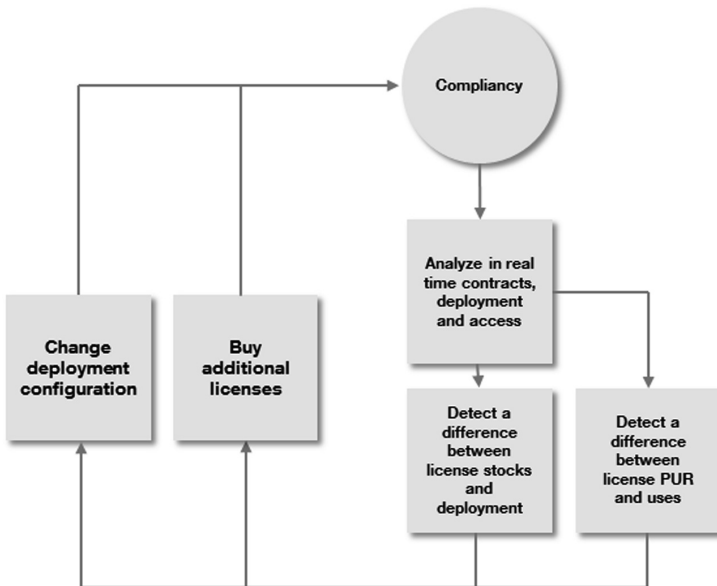 Compliancy
Analyze in real
time contracts,
deployment
and access
Change
deployment
configuration
Buy
additional
licenses
Detect a
difference
between
license stocks
and
deployment
Detect a
difference
between
license PUR
and uses